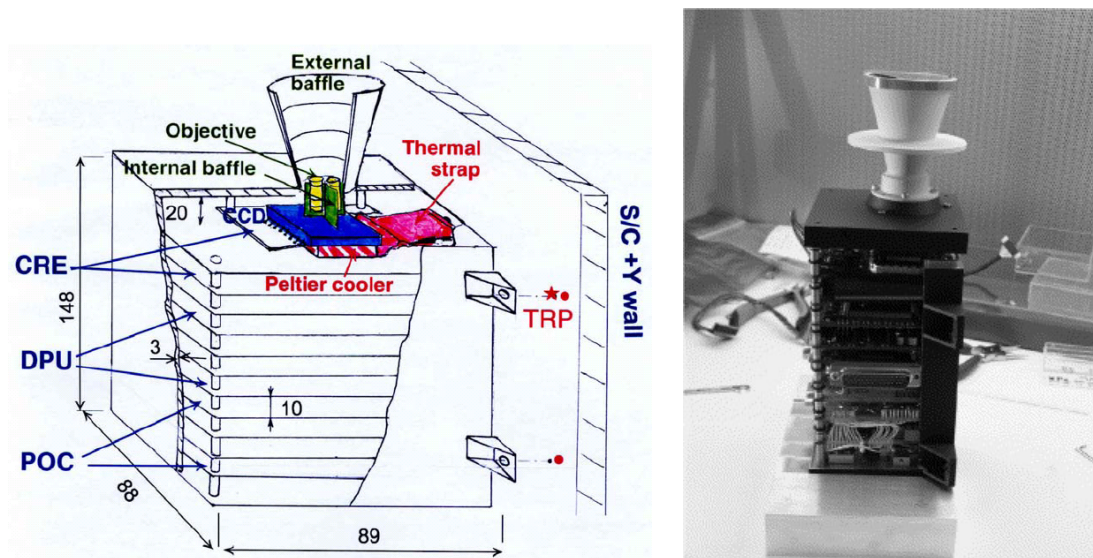 External
baffle
Objective
Internal baffle
Thermal
strap
20
CCD
CRE
Peltier cooler
S/C +Y wall
TRP
148
DPU
3
10
POC
88
89